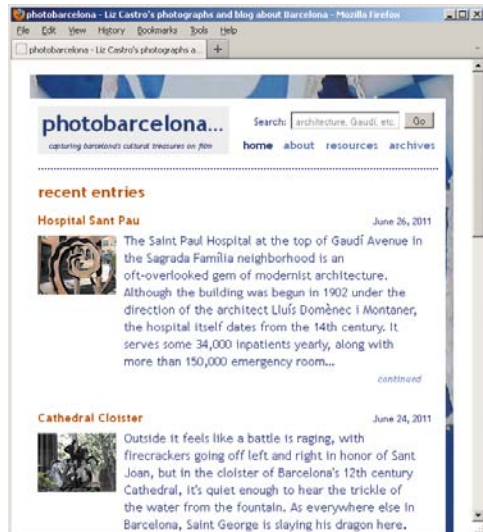 photobarcelona - Liz Castro's photographs and blog about Barcelona - Mozilla Firefox
File Edit View History Bookmarks Tools Help
photobarcelona - Liz Castro's photographs a... +
photobarcelona...
capturing barcelona's cultural treasures on film
Search: architecture, Gaudí, etc. Go
home about resources archives
recent entries
Hospital Sant Pau June 26, 2011
The Saint Paul Hospital at the top of Gaudí Avenue in
the Sagrada Família neighborhood is an
oft-overlooked gem of modernist architecture.
Although the building was begun in 1902 under the
direction of the architect Lluís Domènec i Montaner,
the hospital itself dates from the 14th century. It
serves some 34,000 inpatients yearly, along with
more than 150,000 emergency room...
continued
Cathedral Cloister June 24, 2011
Outside it feels like a battle is raging, with
firecrackers going off left and right in honor of Sant
Joan, but in the cloister of Barcelona's 12th century
Cathedral, it's quiet enough to hear the trickle of
the water from the fountain. As everywhere else in
Barcelona, Saint George is slaying his dragon here.